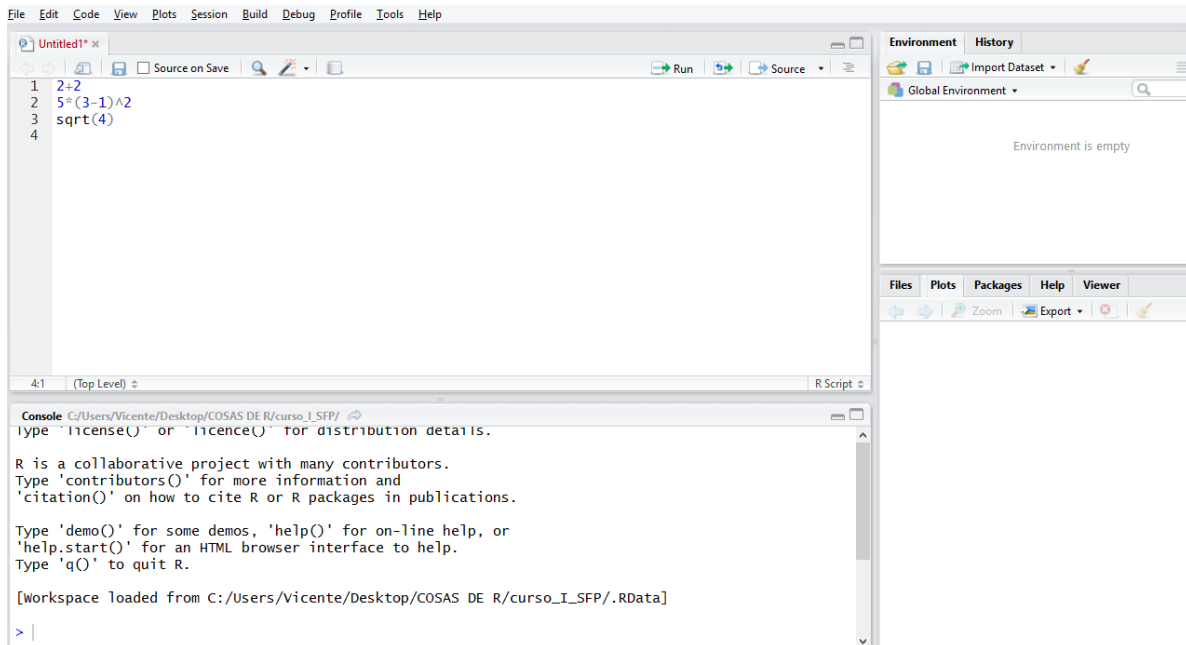 File Edit Code View Plots Session Build Debug Profile Tools Help
Untitled1*
Source on Save Run Source
1 2+2
2 5*(3-1)^2
3 sqrt(4)
4
4:1 (Top Level) R Script
Console C:/Users/Vicente/Desktop/COSAS DE R/curso_I_SFP/
Type 'license()' or 'licence()' for distribution details.
R is a collaborative project with many contributors.
Type 'contributors()' for more information and
'citation()' on how to cite R or R packages in publications.
Type 'demo()' for some demos, 'help()' for on-line help, or
'help.start()' for an HTML browser interface to help.
Type 'q()' to quit R.
[Workspace loaded from C:/Users/Vicente/Desktop/COSAS DE R/curso_I_SFP/.RData]
>
Environment History
Import Dataset
Global Environment
Environment is empty
Files Plots Packages Help Viewer
Zoom Export